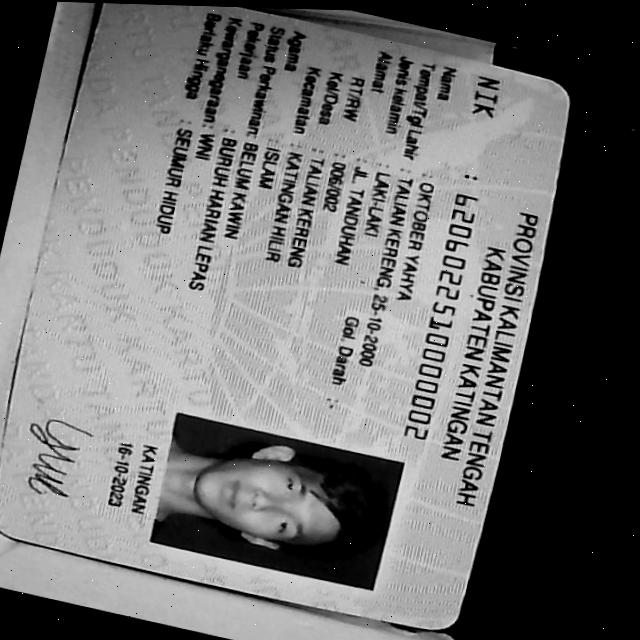 PROVINSI KALIMANTAN TENGAH
KABUPATEN KATINGAN
NIK : 6206022510000002
Nama : OKTOBER YAHYA
Tempat/Tgl Lahir : TALIAN KERENG, 25-10-2000
Jenis kelamin : LAKI-LAKI Gol. Darah : -
Alamat : JL. TANDUHAN
RT/RW : 006/002
Kel/Desa : TALIAN KERENG
Kecamatan : KATINGAN HILIR
Agama : ISLAM
Status Perkawinan: BELUM KAWIN
Pekerjaan : BURUH HARIAN LEPAS
Kewarganegaraan: WNI
Berlaku Hingga : SEUMUR HIDUP
KATINGAN
16-10-2023